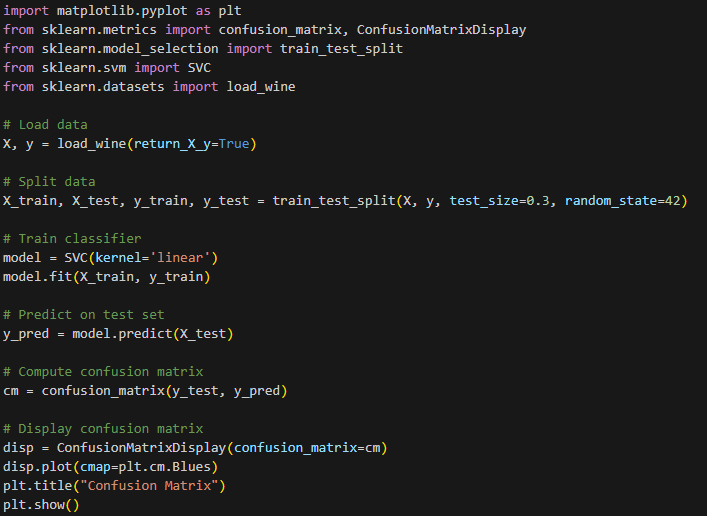 import matplotlib.pyplot as plt
from sklearn.metrics import confusion_matrix, ConfusionMatrixDisplay
from sklearn.model_selection import train_test_split
from sklearn.svm import SVC
from sklearn.datasets import load_wine

# Load data
X, y = load_wine(return_X_y=True)

# Split data
X_train, X_test, y_train, y_test = train_test_split(X, y, test_size=0.3, random_state=42)

# Train classifier
model = SVC(kernel='linear')
model.fit(X_train, y_train)

# Predict on test set
y_pred = model.predict(X_test)

# Compute confusion matrix
cm = confusion_matrix(y_test, y_pred)

# Display confusion matrix
disp = ConfusionMatrixDisplay(confusion_matrix=cm)
disp.plot(cmap=plt.cm.Blues)
plt.title("Confusion Matrix")
plt.show()